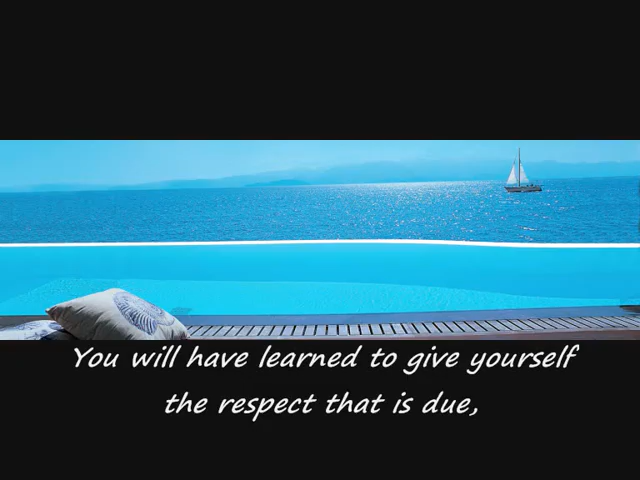 You will have learned to give yourself
the respect that is due,